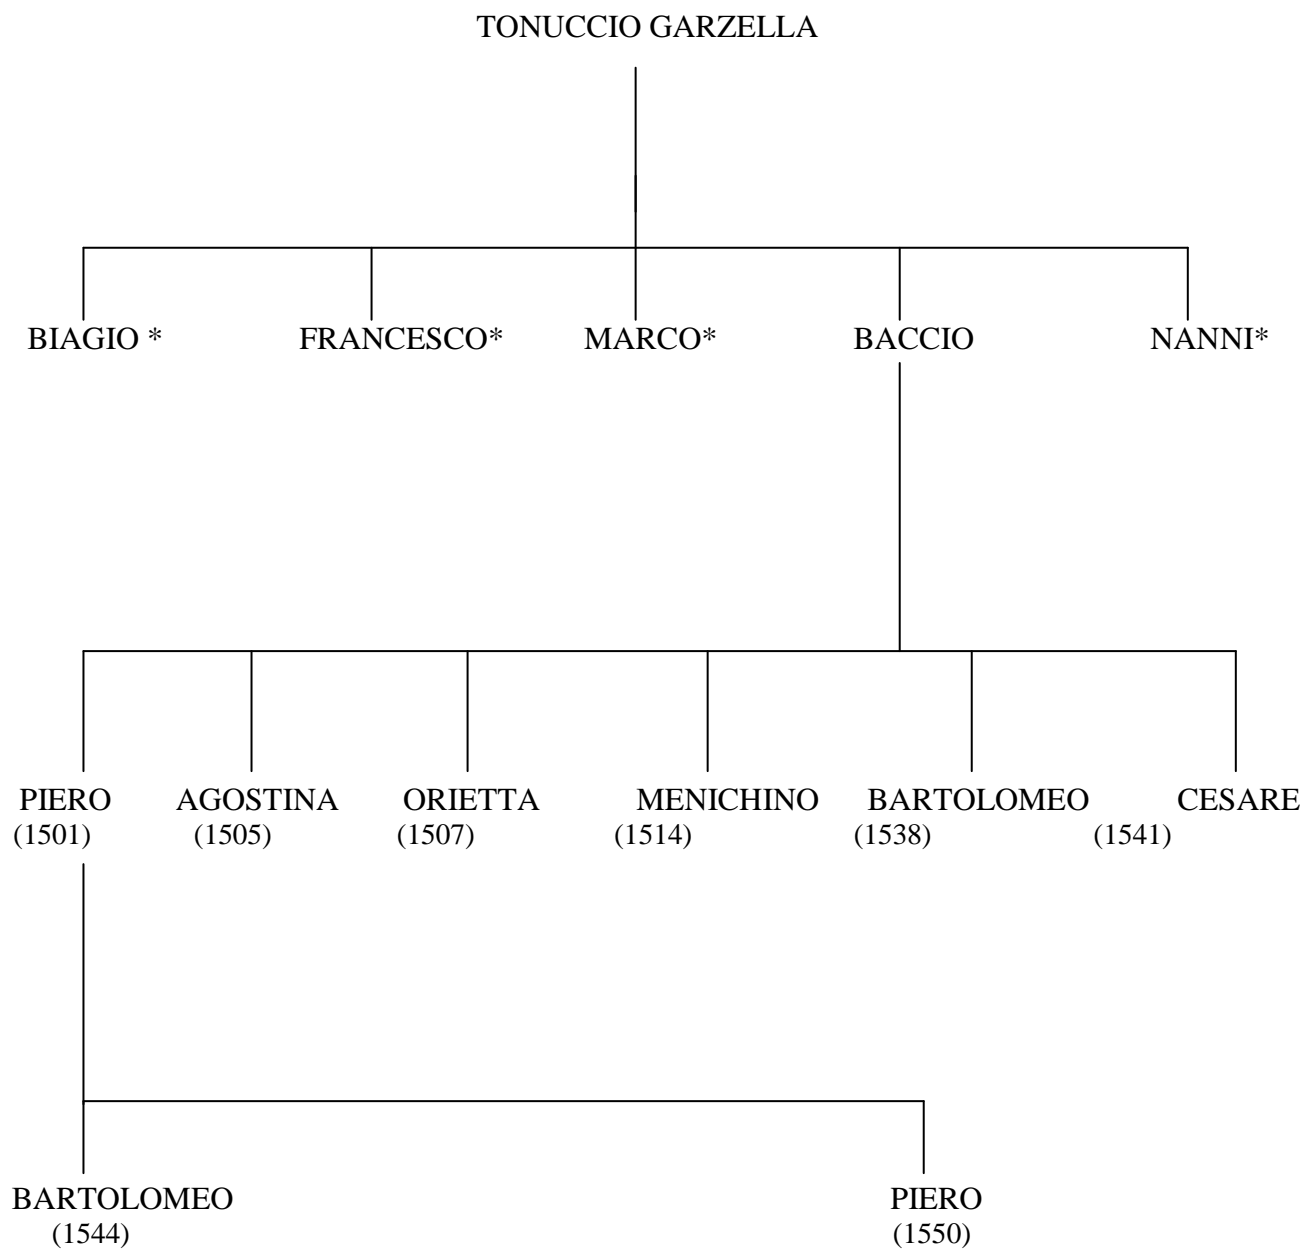 TONUCCIO GARZELLA
BIAGIO * FRANCESCO* MARCO* BACCIO NANNI*
PIERO AGOSTINA ORIETTA MENICHINO BARTOLOMEO CESARE
(1501) (1505) (1507) (1514) (1538) (1541)
BARTOLOMEO PIERO
(1544) (1550)